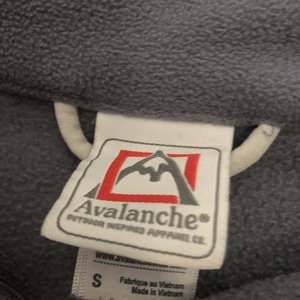 Avalanche®
OUTDOOR INSPIRED APPAREL CO.
S
Fabriqué au Vietnam
Made in Vietnam